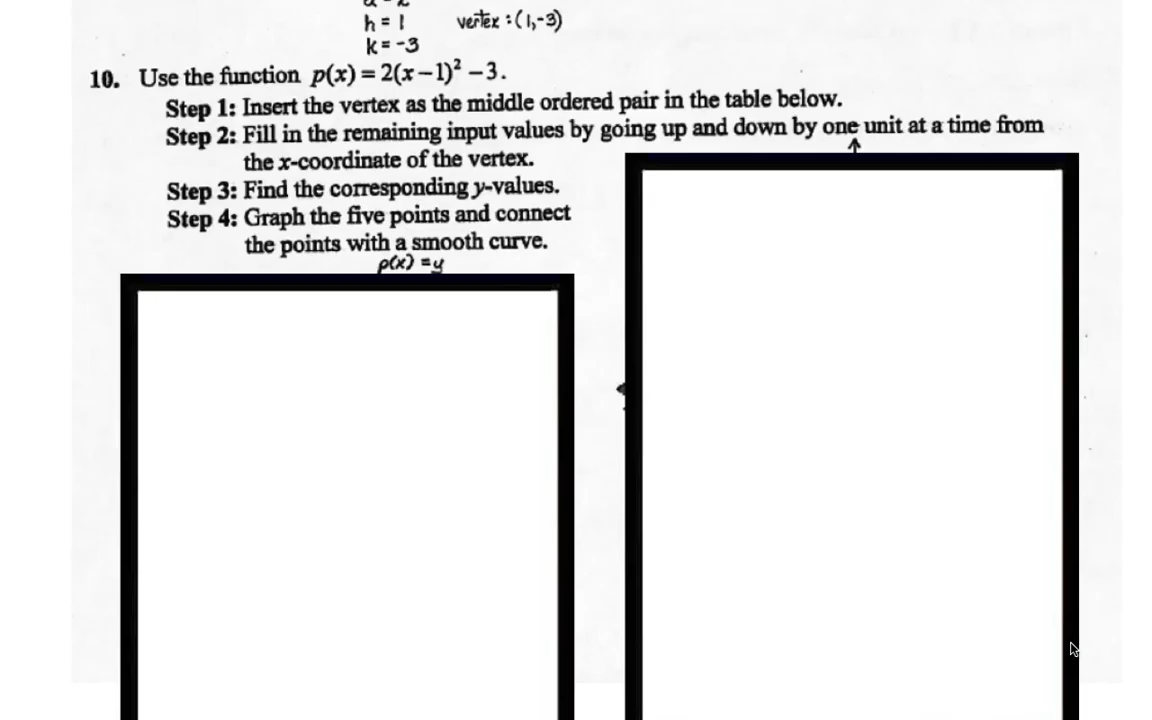 h = 1 vertex : (1,-3)
k = -3
10. Use the function p(x) = 2(x – 1)² – 3.
Step 1: Insert the vertex as the middle ordered pair in the table below.
Step 2: Fill in the remaining input values by going up and down by one unit at a time from
the x-coordinate of the vertex.
Step 3: Find the corresponding y-values.
Step 4: Graph the five points and connect
the points with a smooth curve.
p(x) = y